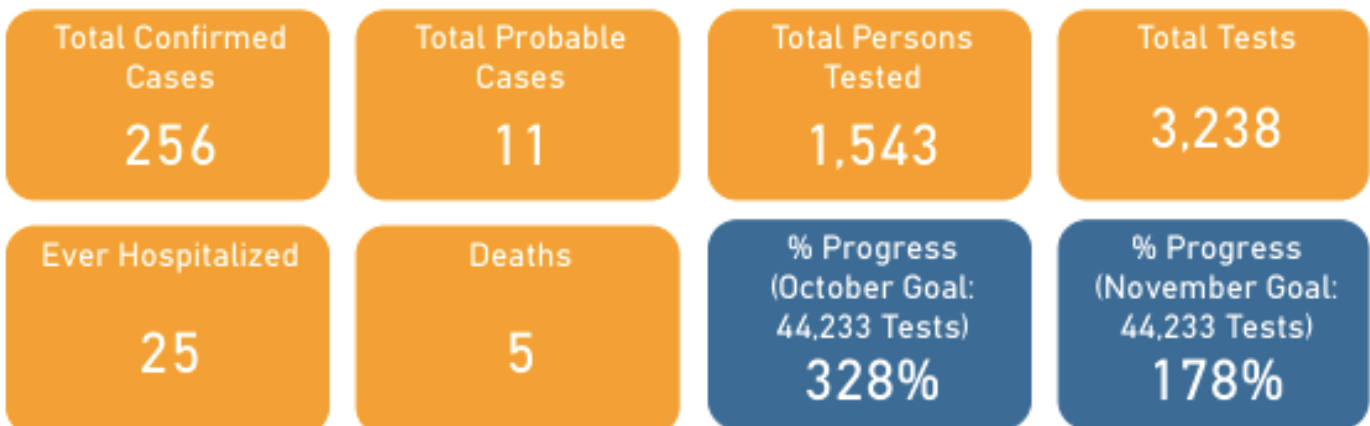 Total Confirmed
Cases
256
Total Probable
Cases
11
Total Persons
Tested
1,543
Total Tests
3,238
Ever Hospitalized
25
Deaths
5
% Progress
(October Goal:
44,233 Tests)
328%
% Progress
(November Goal:
44,233 Tests)
178%